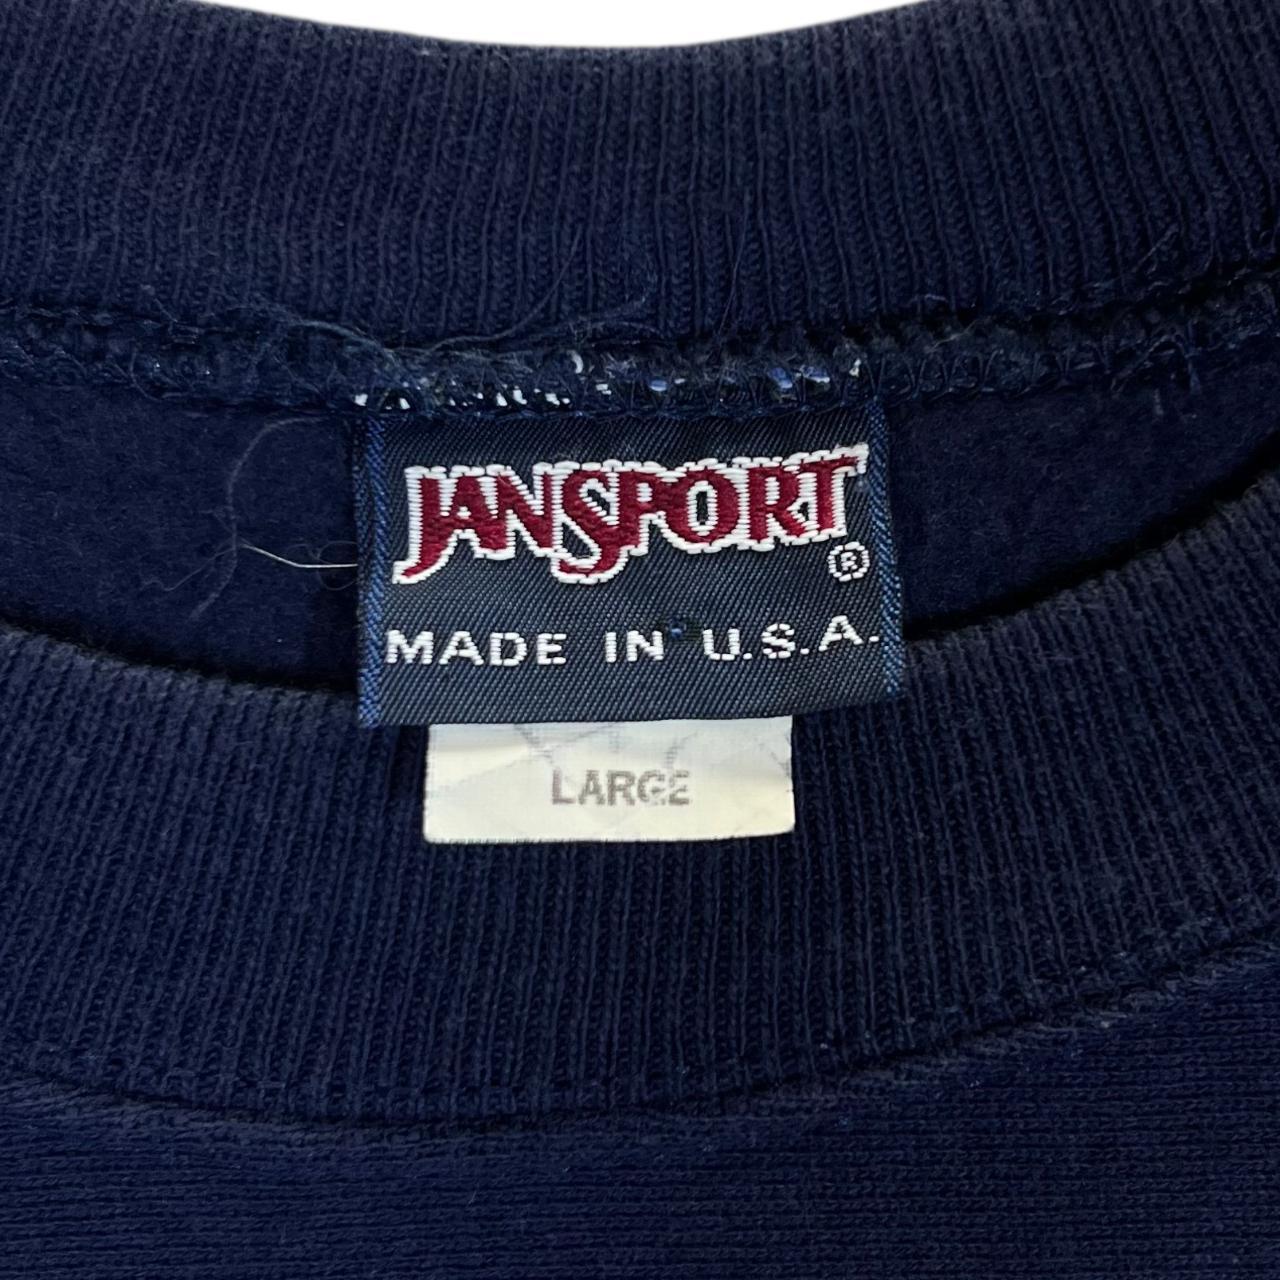 JANSPORT
®
MADE IN U.S.A.
LARGE